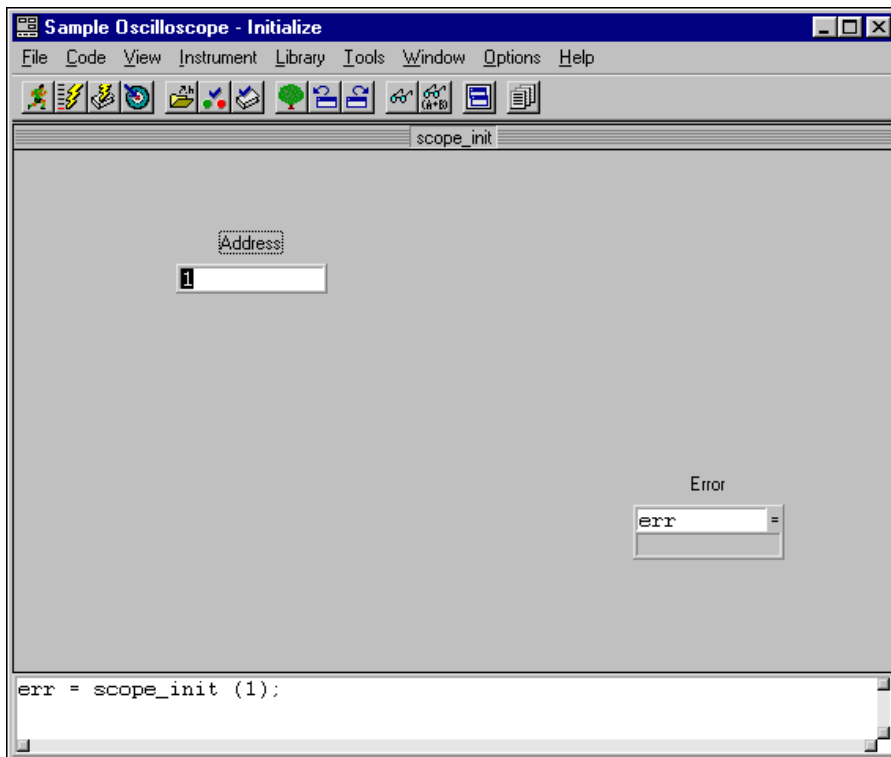 Sample Oscilloscope - Initialize
File Code View Instrument Library Tools Window Options Help
scope_init
Address
1
Error
err =
err = scope_init (1);